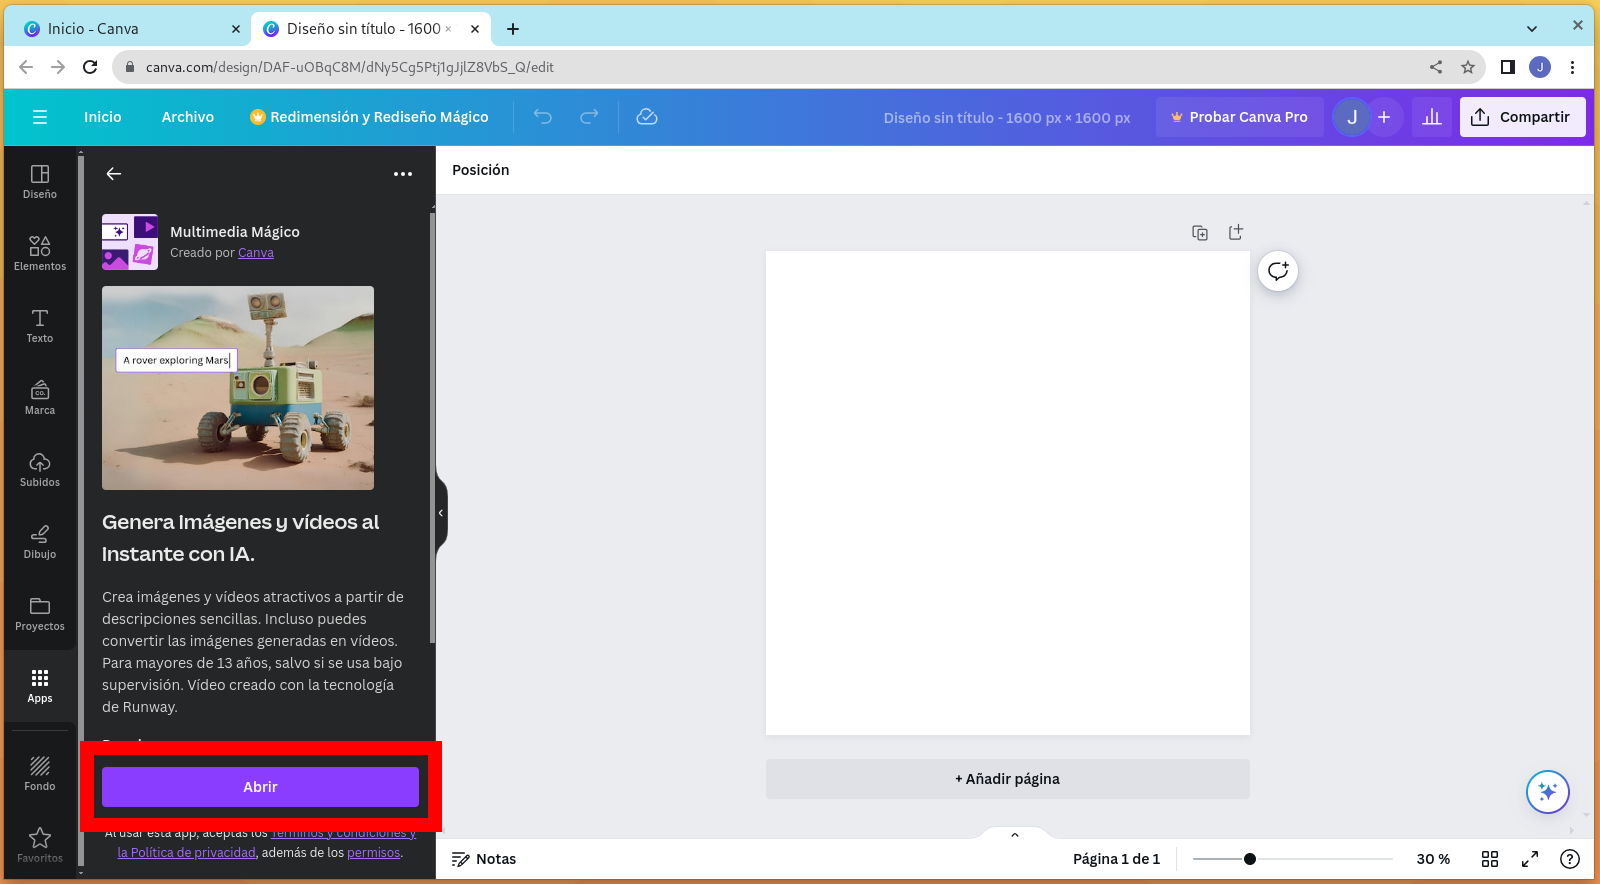 Inicio - Canva
Diseño sin título - 1600 ×
canva.com/design/DAF-uOBqC8M/dNy5Cg5Ptj1gJjlZ8VbS_Q/edit
J
Inicio
Archivo
Redimensión y Rediseño Mágico
Diseño sin título - 1600 px × 1600 px
Probar Canva Pro
J
+
Compartir
Diseño
Elementos
Texto
CO.
Marca
Subidos
Dibujo
Proyectos
Apps
Fondo
Favoritos
Multimedia Mágico
Creado por Canva
A rover exploring Mars
Genera Imágenes y vídeos al
Instante con IA.
Crea imágenes y vídeos atractivos a partir de
descripciones sencillas. Incluso puedes
convertir las imágenes generadas en vídeos.
Para mayores de 13 años, salvo si se usa bajo
supervisión. Vídeo creado con la tecnología
de Runway.
Abrir
Al usar esta app, aceptas los Términos y condiciones y
la Política de privacidad, además de los permisos.
Posición
+ Añadir página
Notas
Página 1 de 1
30 %